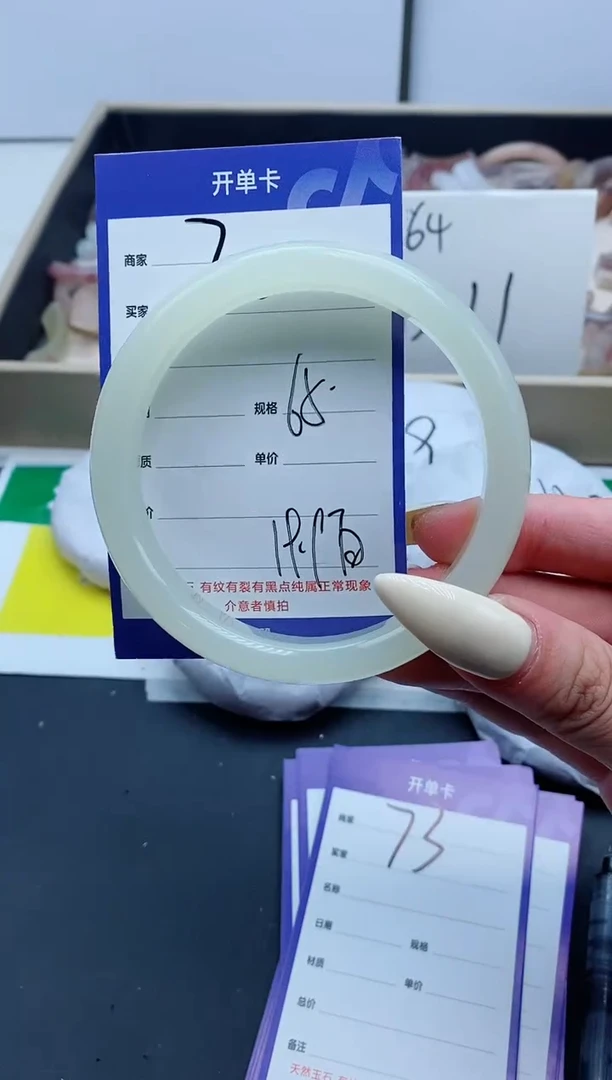 开单卡
商家 7
买家
64
规格 68.
质
单价
价
有纹有裂有黑点纯属正常现象
介意者慎拍
开单卡
商家 73
买家
名称
日期
规格
材质
单价
总价
备注
天然玉石